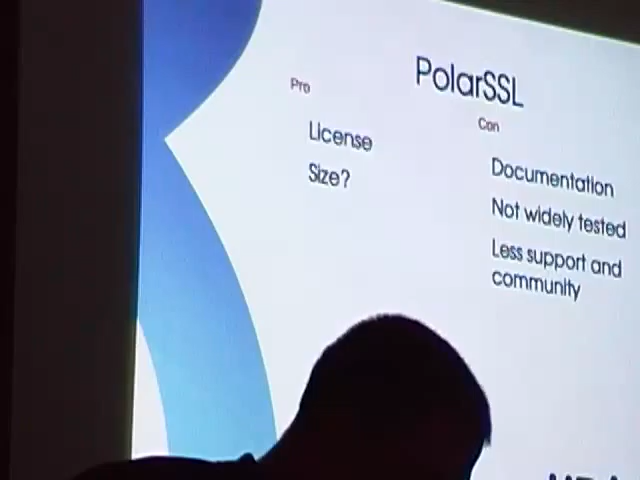 PolarSSL
Pro
License
Size?
Con
Documentation
Not widely tested
Less support and
community